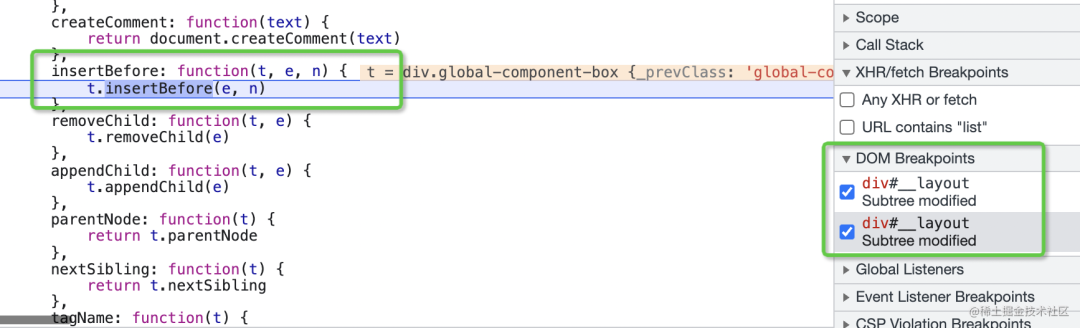 },
createComment: function(text) {
return document.createComment(text)
},
insertBefore: function(t, e, n) { t = div.global-component-box {_prevClass: 'global-co
t.insertBefore(e, n)
},
removeChild: function(t, e) {
t.removeChild(e)
},
appendChild: function(t, e) {
t.appendChild(e)
},
parentNode: function(t) {
return t.parentNode
},
nextSibling: function(t) {
return t.nextSibling
},
tagName: function(t) {
Scope
Call Stack
XHR/fetch Breakpoints
Any XHR or fetch
URL contains "list"
DOM Breakpoints
div#__layout
Subtree modified
div#__layout
Subtree modified
Global Listeners
Event Listener Breakpoints
CSP Violation Breakpoints
@稀土掘金技术社区